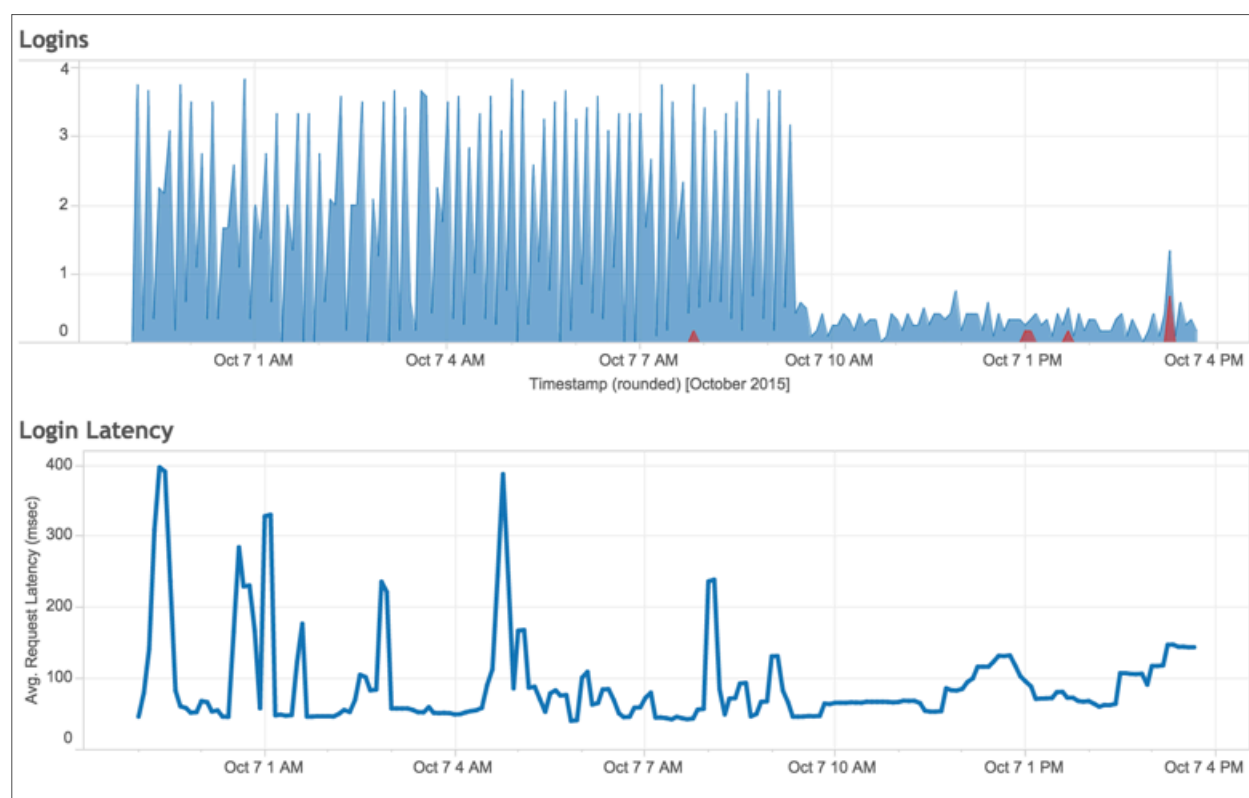 Logins
4
3
2
1
0
Oct 7 1 AM Oct 7 4 AM Oct 7 7 AM Oct 7 10 AM Oct 7 1 PM Oct 7 4 PM
Timestamp (rounded) [October 2015]
Login Latency
Avg. Request Latency (msec)
400
300
200
100
0
Oct 7 1 AM Oct 7 4 AM Oct 7 7 AM Oct 7 10 AM Oct 7 1 PM Oct 7 4 PM